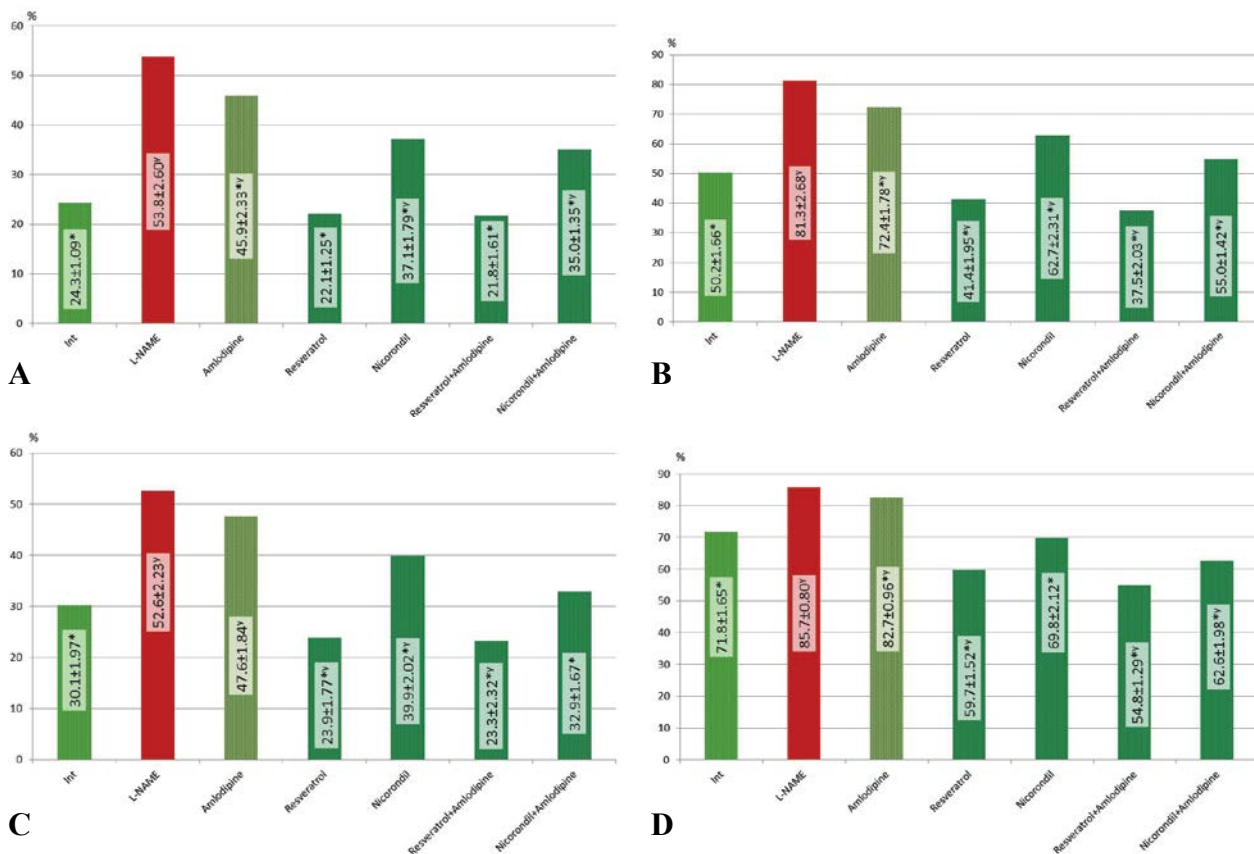 %
60
50
40
30
20
10
0
24.3±1.09*
53.8±2.60ʸ
45.9±2.33*ʸ
22.1±1.25*
37.1±1.79*ʸ
21.8±1.61*
35.0±1.35*ʸ
Int
L-NAME
Amlodipine
Resveratrol
Nicorondil
Resveratrol+Amlodipine
Nicorondil+Amlodipine
A
%
90
80
70
60
50
40
30
20
10
0
50.2±1.66*
81.3±2.68ʸ
72.4±1.78*ʸ
41.4±1.95*ʸ
62.7±2.31*ʸ
37.5±2.03*ʸ
55.0±1.42*ʸ
Int
L-NAME
Amlodipine
Resveratrol
Nicorondil
Resveratrol+Amlodipine
Nicorondil+Amlodipine
B
%
60
50
40
30
20
10
0
30.1±1.97*
52.6±2.23ʸ
47.6±1.84ʸ
23.9±1.77*ʸ
39.9±2.02*ʸ
23.3±2.32*ʸ
32.9±1.67*
Int
L-NAME
Amlodipine
Resveratrol
Nicorondil
Resveratrol+Amlodipine
Nicorondil+Amlodipine
C
%
90
80
70
60
50
40
30
20
10
0
71.8±1.65*
85.7±0.80ʸ
82.7±0.96*ʸ
59.7±1.52*ʸ
69.8±2.12*
54.8±1.29*ʸ
62.6±1.98*ʸ
Int
L-NAME
Amlodipine
Resveratrol
Nicorondil
Resveratrol+Amlodipine
Nicorondil+Amlodipine
D